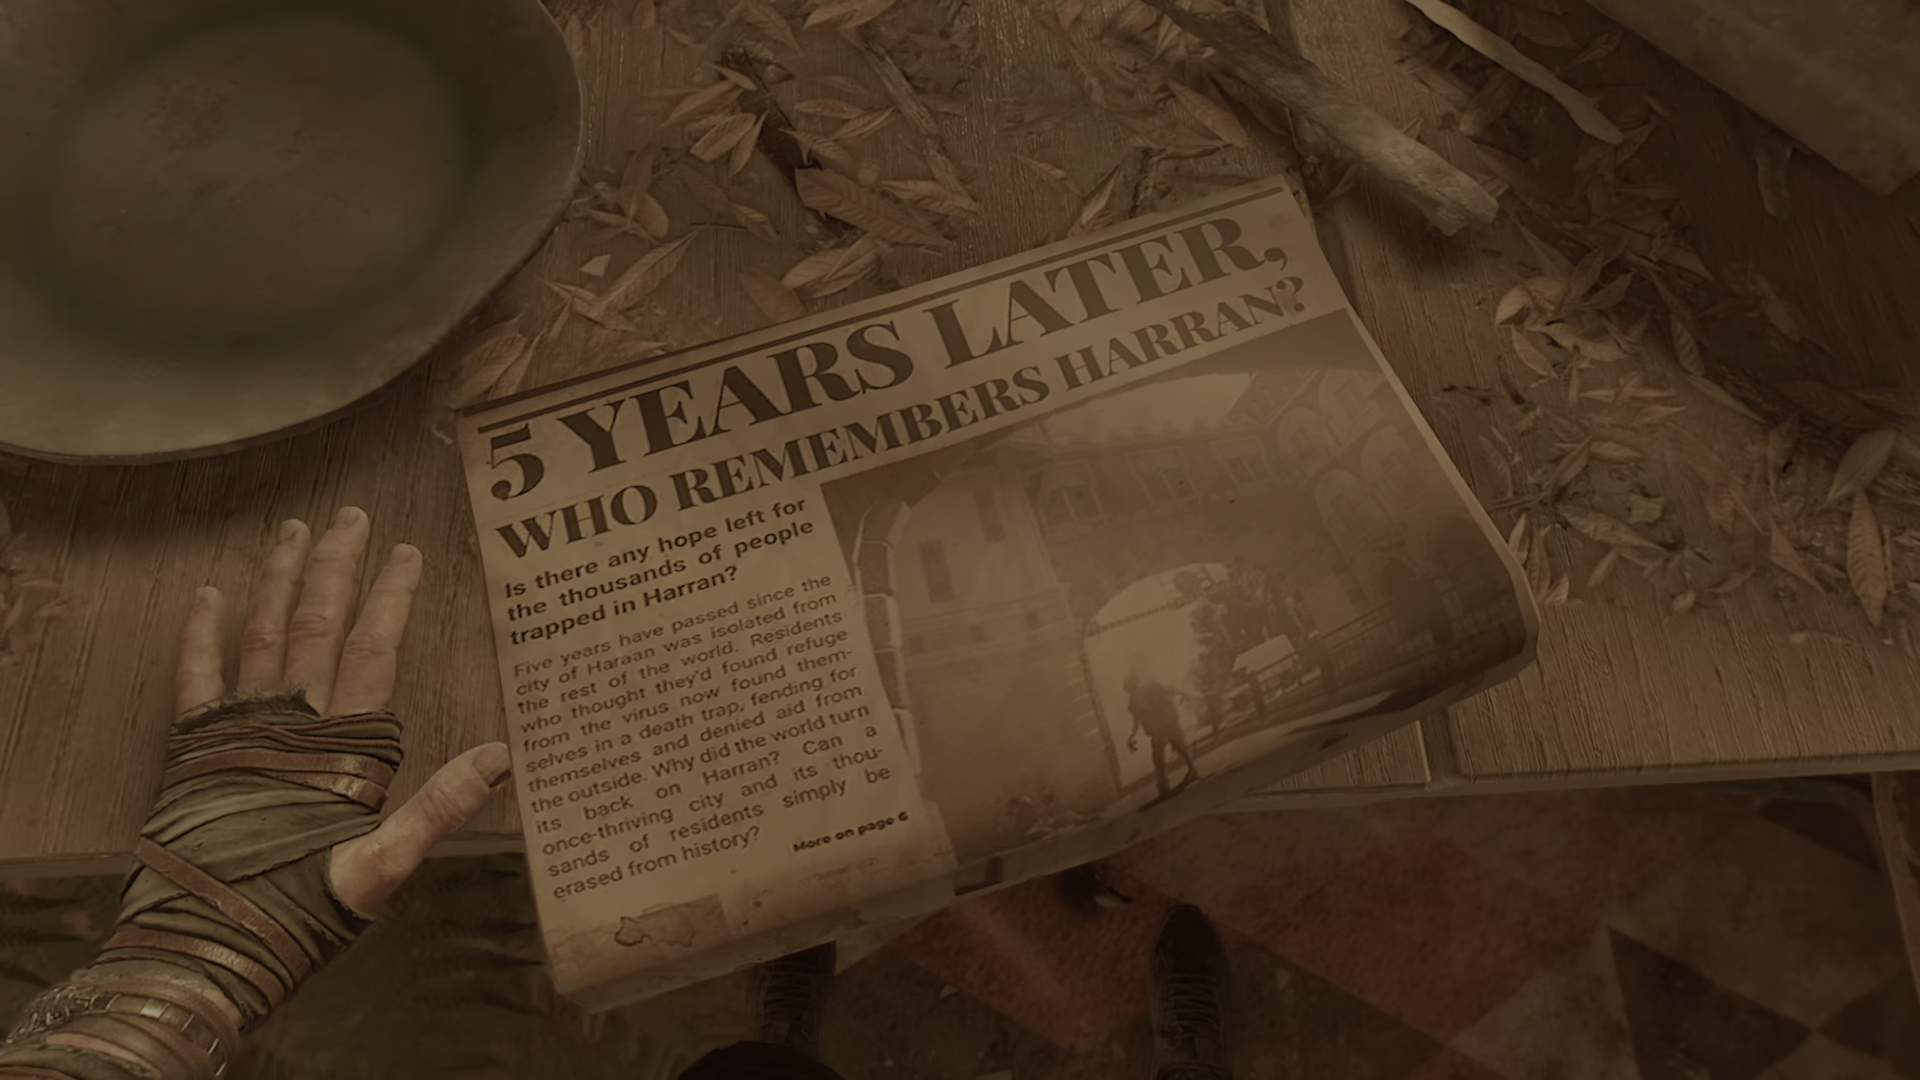 5 YEARS LATER,
WHO REMEMBERS HARRAN?
Is there any hope left for
the thousands of people
trapped in Harran?
Five years have passed since the
city of Haraan was isolated from
the rest of the world. Residents
who thought they'd found refuge
from the virus now found them-
selves in a death trap, fending for
themselves and denied aid from
the outside. Why did the world turn
its back on Harran? Can a
once-thriving city and its thou-
sands of residents simply be
erased from history?
More on page 6